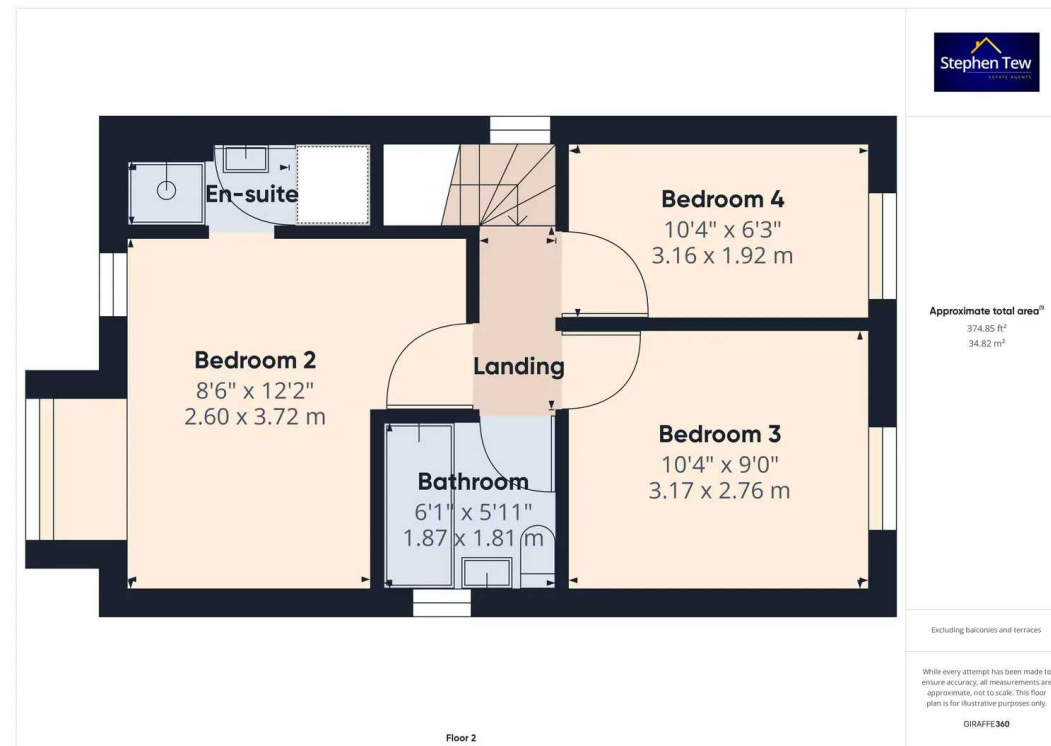 Stephen Tew
ESTATE AGENTS
En-suite
Bedroom 4
10'4" x 6'3"
3.16 x 1.92 m
Approximate total area⁽¹⁾
374.85 ft²
34.82 m²
Bedroom 2
8'6" x 12'2"
2.60 x 3.72 m
Landing
Bedroom 3
10'4" x 9'0"
3.17 x 2.76 m
Bathroom
6'1" x 5'11"
1.87 x 1.81 m
Excluding balconies and terraces
While every attempt has been made to
ensure accuracy, all measurements are
approximate, not to scale. This floor
plan is for illustrative purposes only.
GIRAFFE360
Floor 2